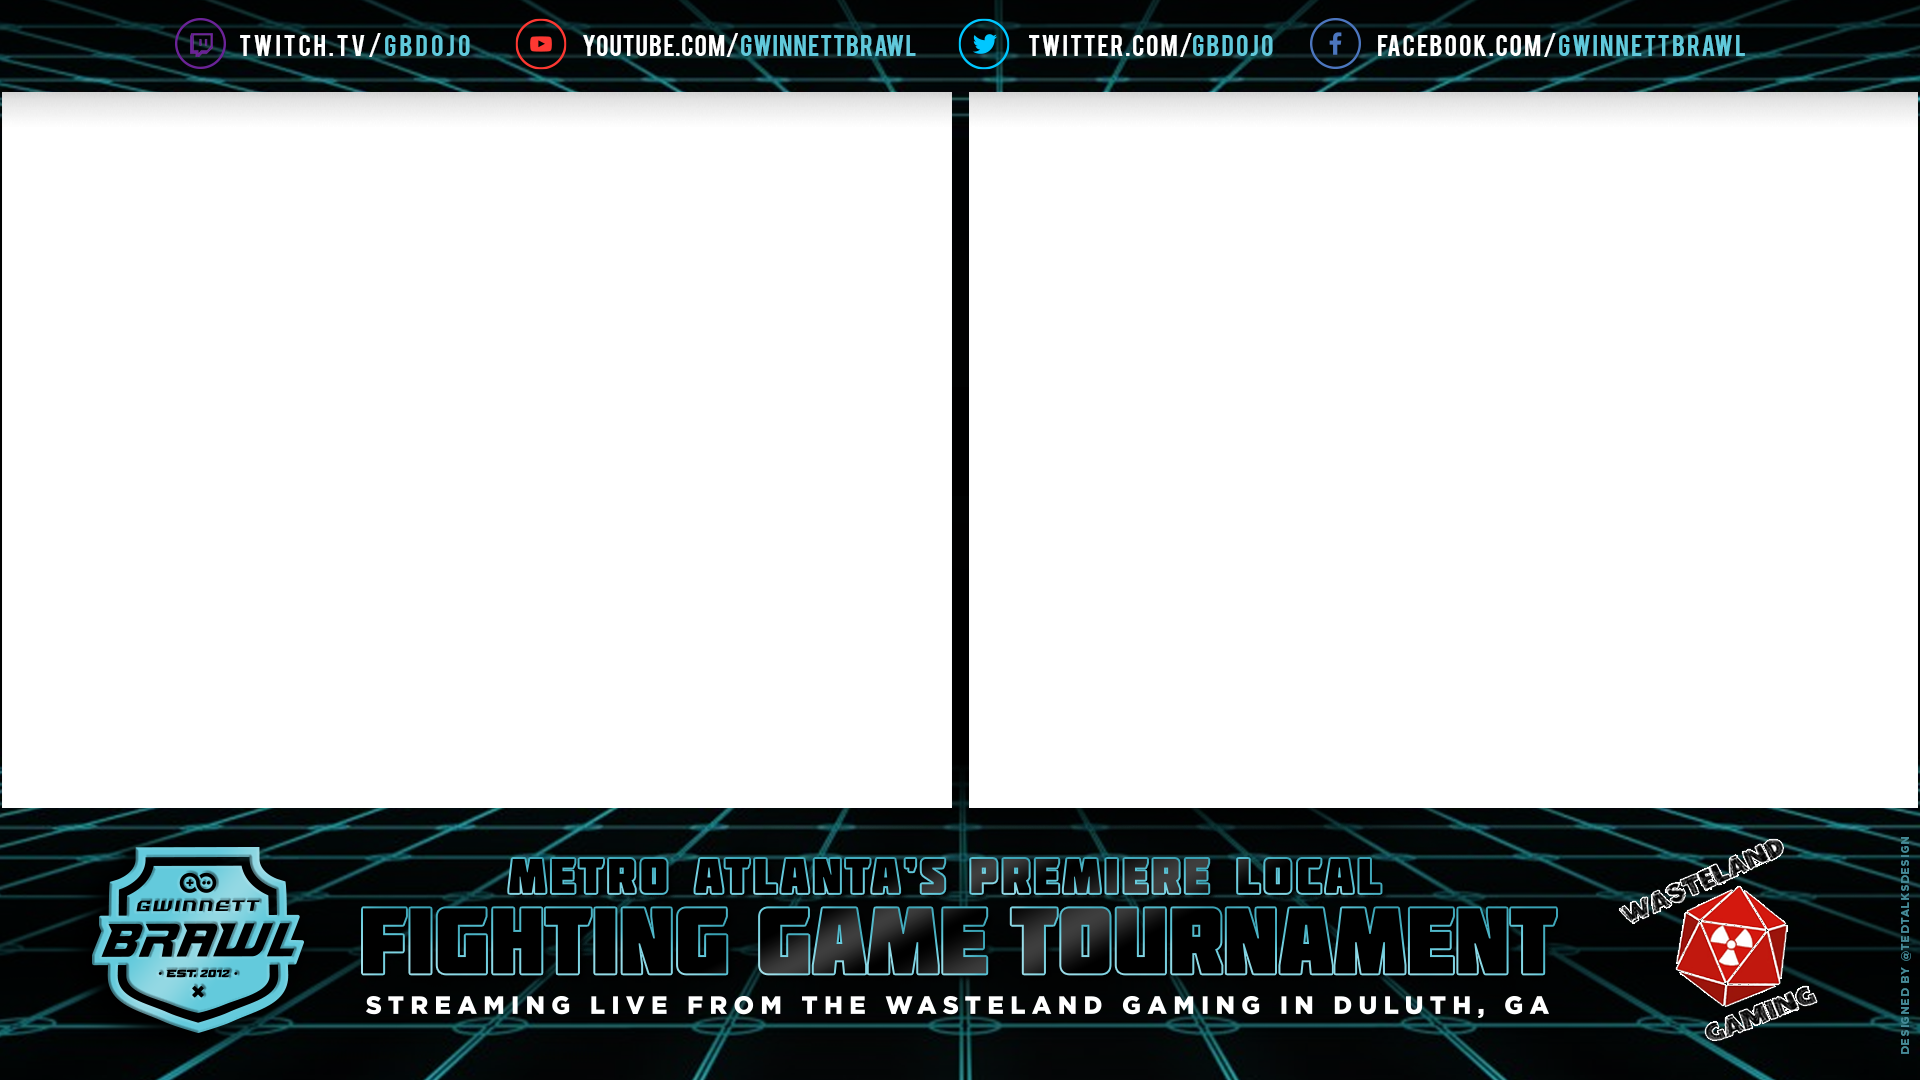 TWITCH.TV/GBDOJO
YOUTUBE.COM/GWINNETTBRAWL
TWITTER.COM/GBDOJO
FACEBOOK.COM/GWINNETTBRAWL
GWINNETT
BRAWL
· EST. 2012 ·
METRO ATLANTA'S PREMIERE LOCAL
FIGHTING GAME TOURNAMENT
STREAMING LIVE FROM THE WASTELAND GAMING IN DULUTH, GA
WASTELAND
GAMING
DESIGNED BY @TEDTALKSDESIGN